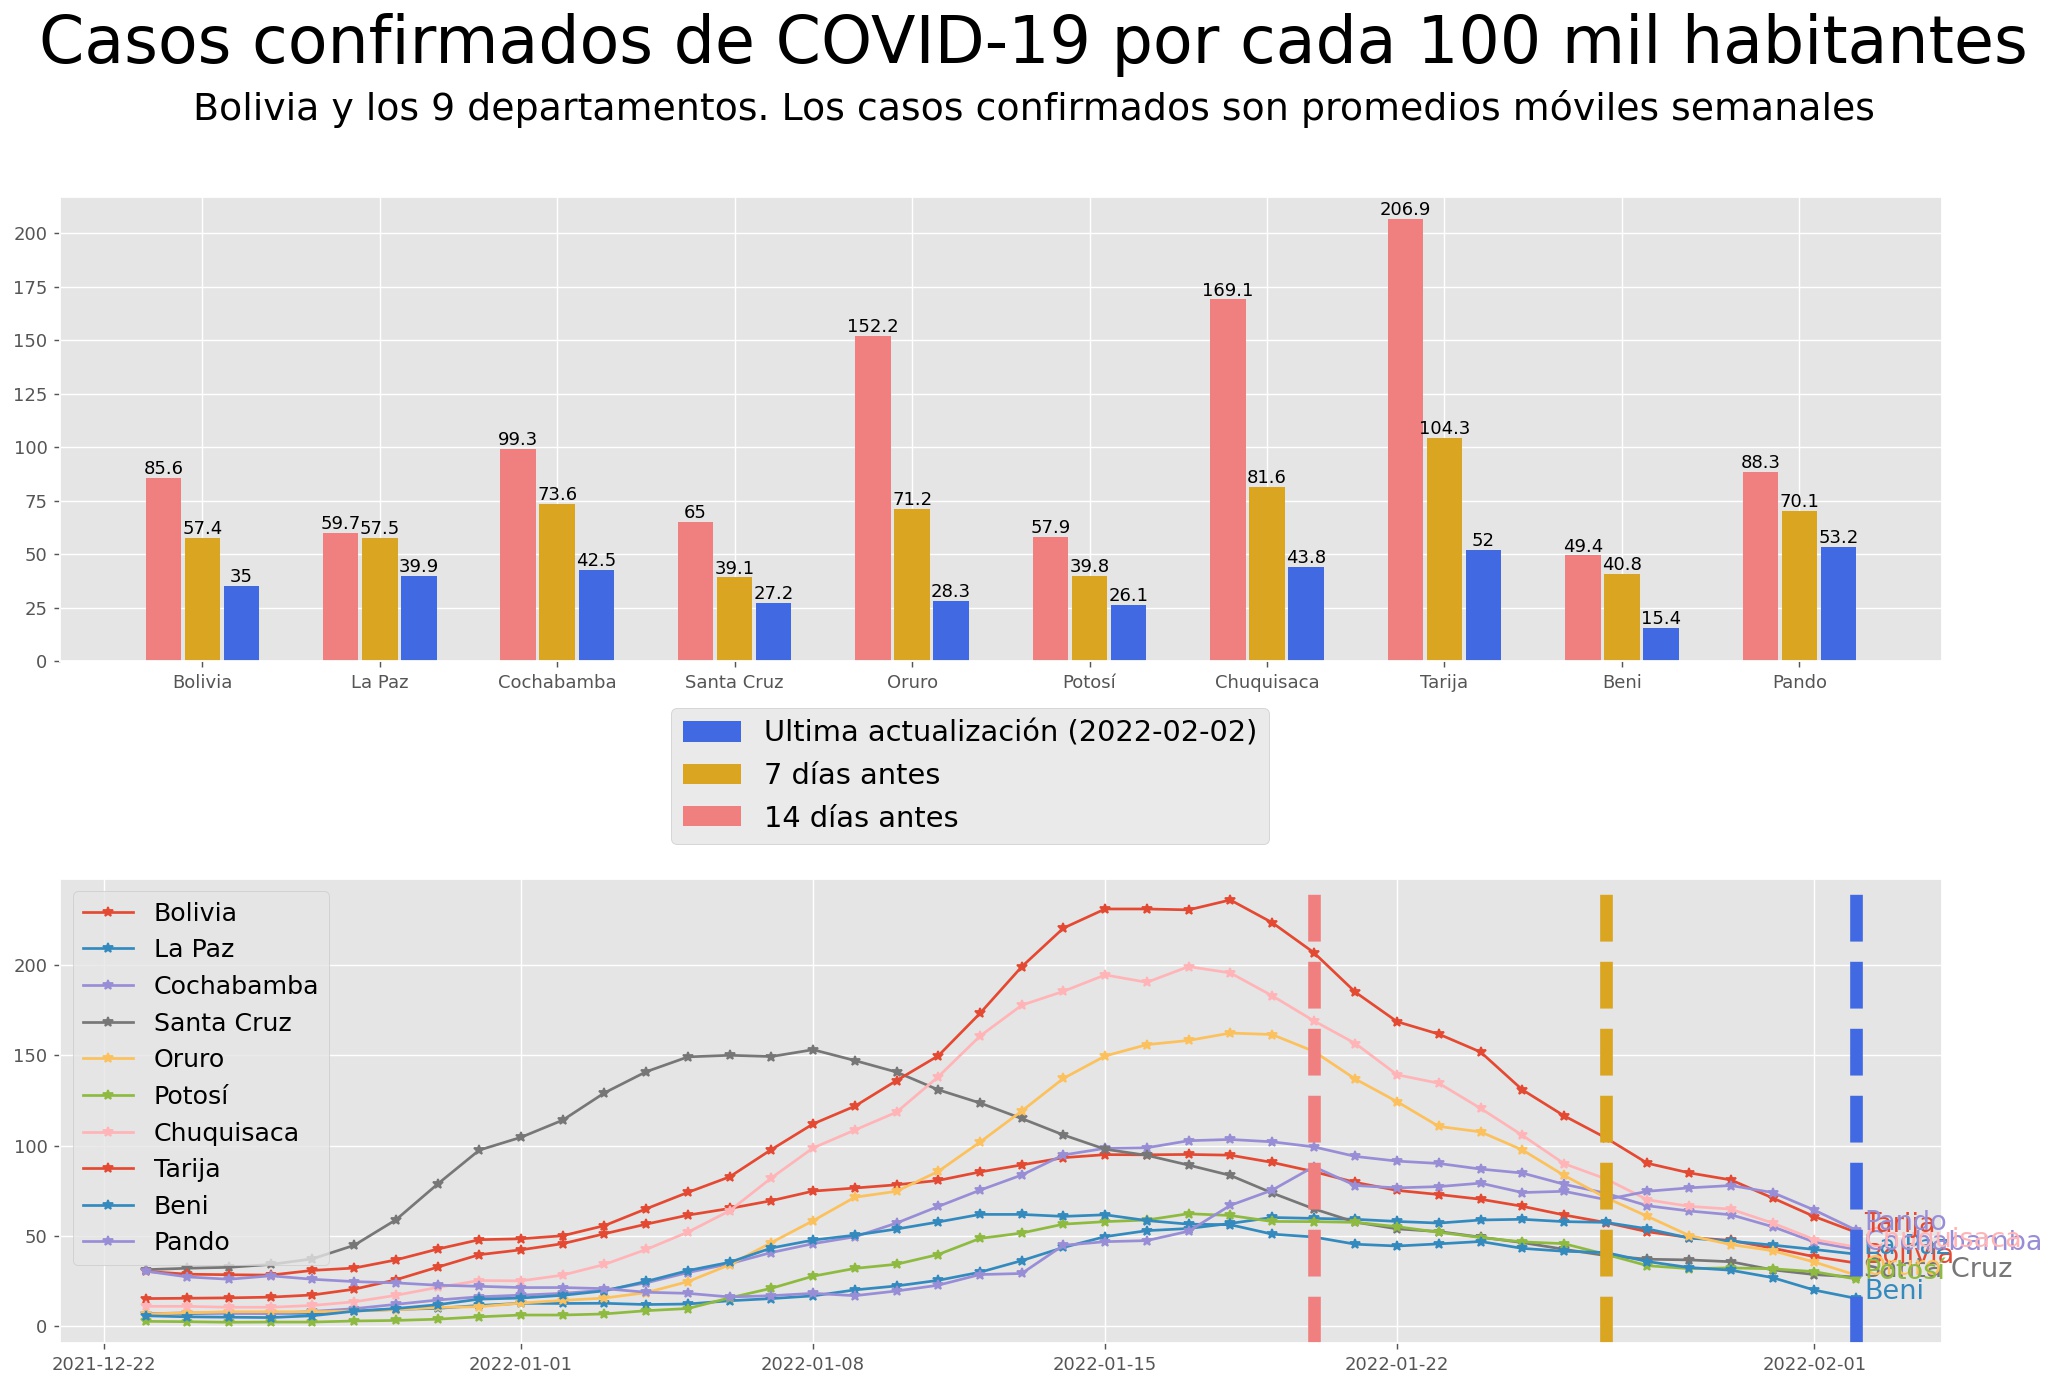 Casos confirmados de COVID-19 por cada 100 mil habitantes
Bolivia y los 9 departamentos. Los casos confirmados son promedios móviles semanales
200
175
150
125
100
75
50
25
0
85.6 57.4 35
59.7 57.5 39.9
99.3 73.6 42.5
65 39.1 27.2
152.2 71.2 28.3
57.9 39.8 26.1
169.1 81.6 43.8
206.9 104.3 52
49.4 40.8 15.4
88.3 70.1 53.2
Bolivia La Paz Cochabamba Santa Cruz Oruro Potosí Chuquisaca Tarija Beni Pando
Ultima actualización (2022-02-02)
7 días antes
14 días antes
200
150
100
50
0
Bolivia
La Paz
Cochabamba
Santa Cruz
Oruro
Potosí
Chuquisaca
Tarija
Beni
Pando
Pando
Tarija
Chuquisaca
Cochabamba
La Paz
Bolivia
Santa Cruz
Potosí
Beni
2021-12-22 2022-01-01 2022-01-08 2022-01-15 2022-01-22 2022-02-01